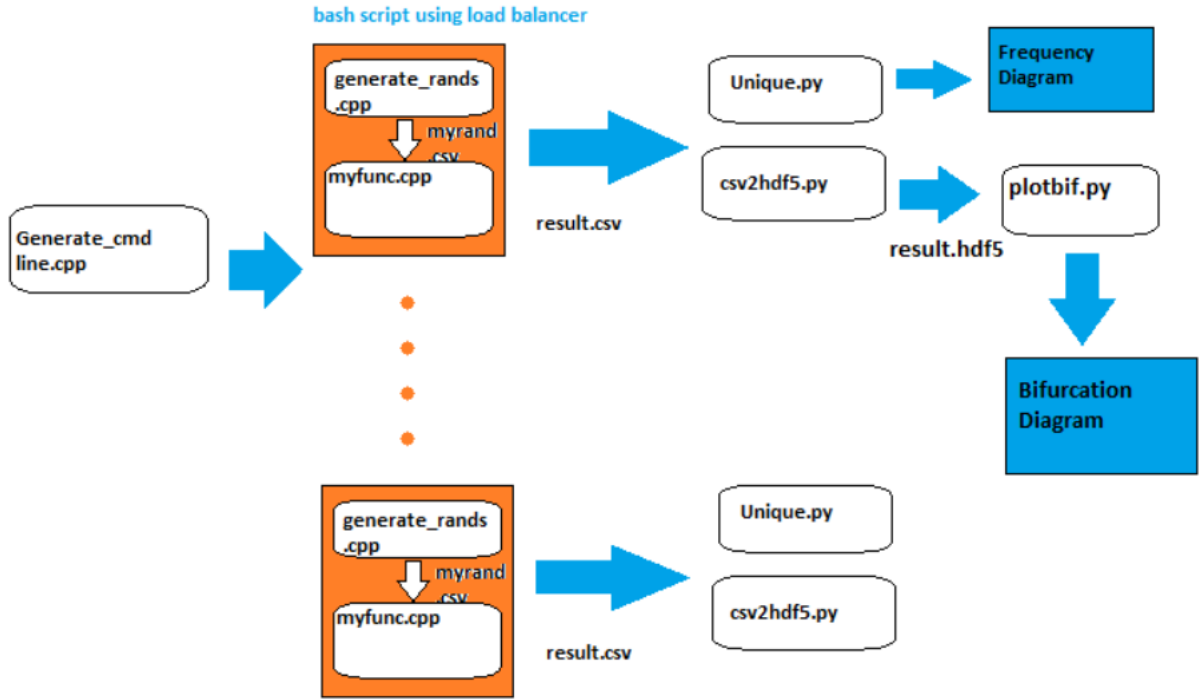 bash script using load balancer
generate_rands
.cpp
myrand
.csv
myfunc.cpp
Generate_cmd
line.cpp
result.csv
Unique.py
csv2hdf5.py
Frequency
Diagram
plotbif.py
result.hdf5
Bifurcation
Diagram
generate_rands
.cpp
myrand
.csv
myfunc.cpp
result.csv
Unique.py
csv2hdf5.py